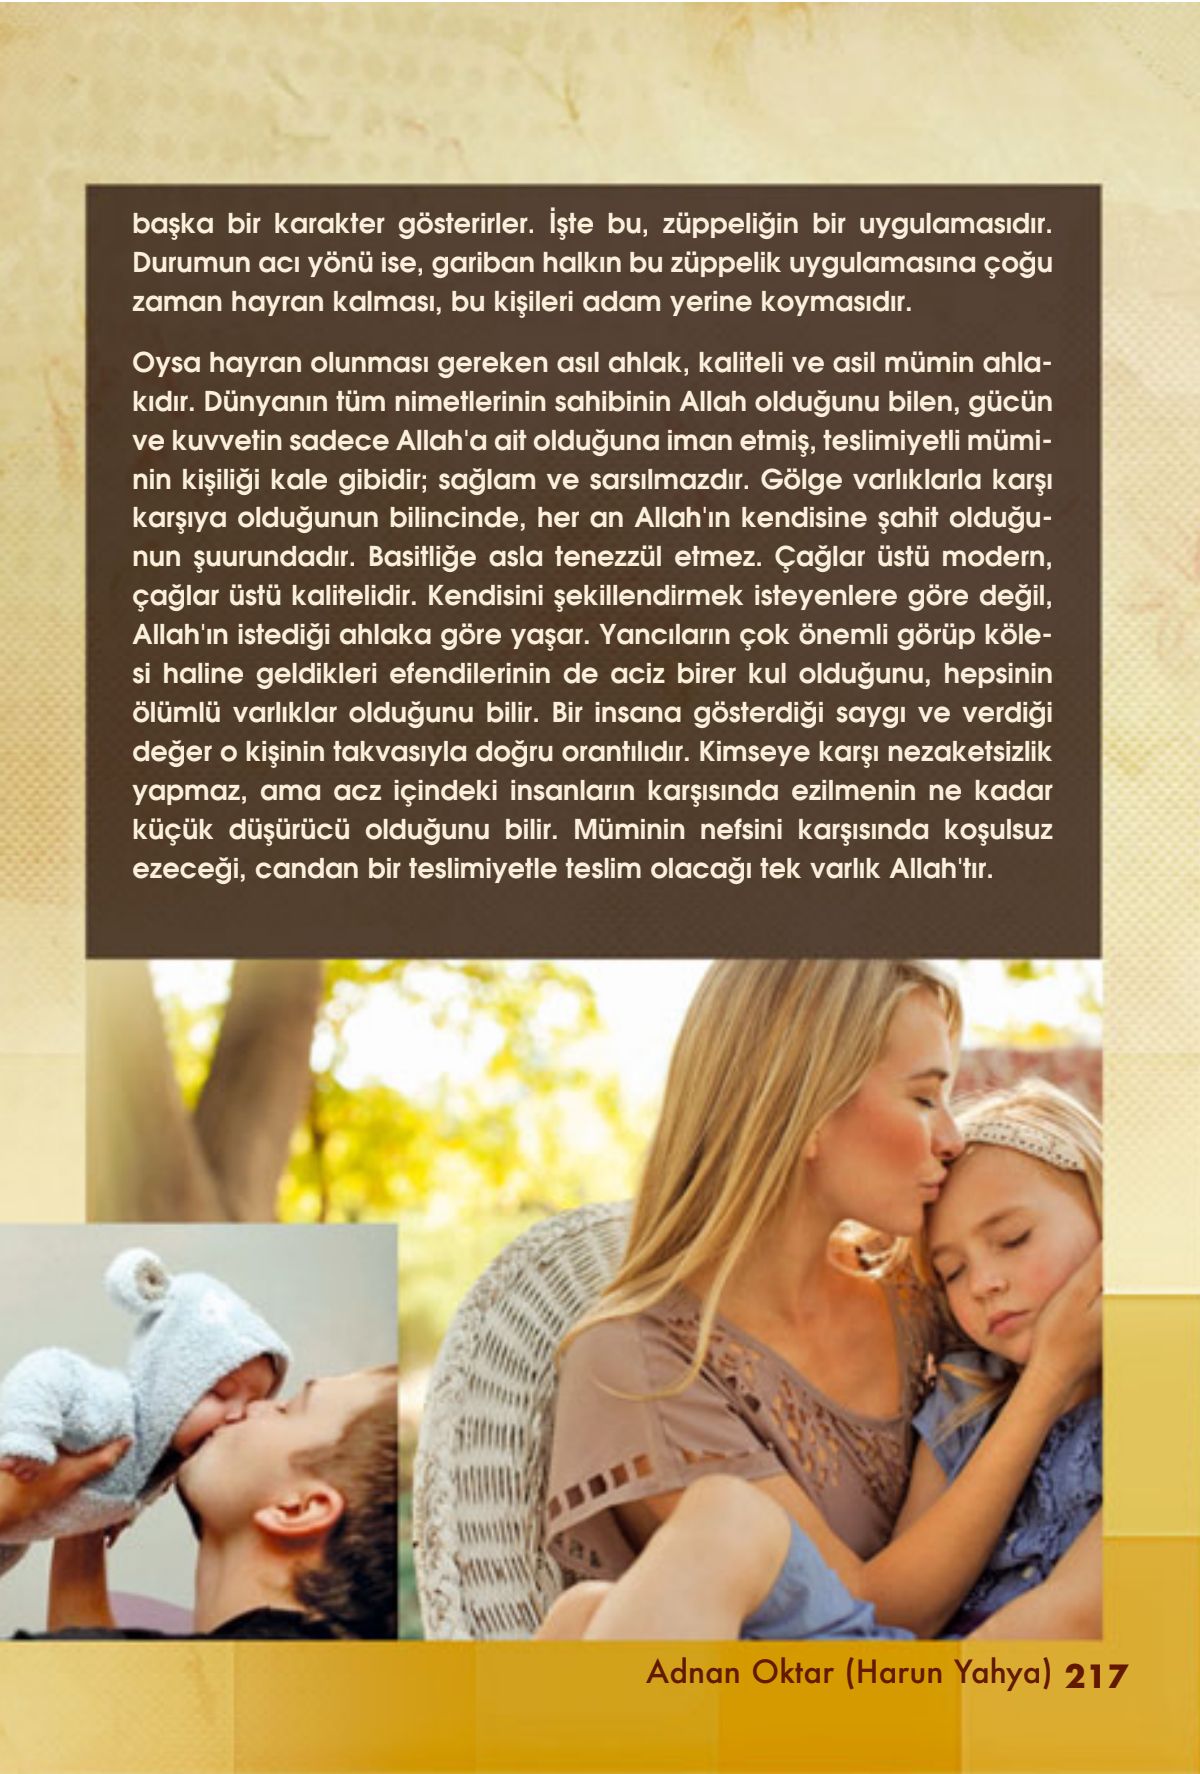 başka bir karakter gösterirler. İşte bu, züppeliğin bir uygulamasıdır.
Durumun acı yönü ise, gariban halkın bu züppelik uygulamasına çoğu
zaman hayran kalması, bu kişileri adam yerine koymasıdır.
Oysa hayran olunması gereken asıl ahlak, kaliteli ve asil mümin ahla-
kıdır. Dünyanın tüm nimetlerinin sahibinin Allah olduğunu bilen, gücün
ve kuvvetin sadece Allah'a ait olduğuna iman etmiş, teslimiyetli mümi-
nin kişiliği kale gibidir; sağlam ve sarsılmazdır. Gölge varlıklarla karşı
karşıya olduğunun bilincinde, her an Allah'ın kendisine şahit olduğu-
nun şuurundadır. Basitliğe asla tenezzül etmez. Çağlar üstü modern,
çağlar üstü kalitelidir. Kendisini şekillendirmek isteyenlere göre değil,
Allah'ın istediği ahlaka göre yaşar. Yancıların çok önemli görüp köle-
si haline geldikleri efendilerinin de aciz birer kul olduğunu, hepsinin
ölümlü varlıklar olduğunu bilir. Bir insana gösterdiği saygı ve verdiği
değer o kişinin takvasıyla doğru orantılıdır. Kimseye karşı nezaketsizlik
yapmaz, ama acz içindeki insanların karşısında ezilmenin ne kadar
küçük düşürücü olduğunu bilir. Müminin nefsini karşısında koşulsuz
ezeceği, candan bir teslimiyetle teslim olacağı tek varlık Allah'tır.
Adnan Oktar (Harun Yahya) 217